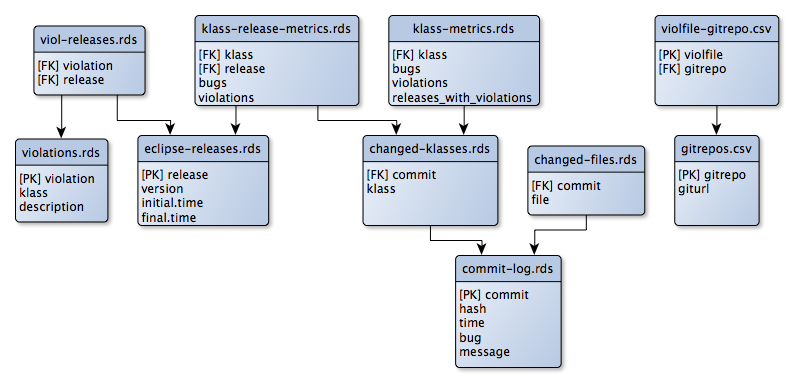 viol-releases.rds
[FK] violation
[FK] release
klass-release-metrics.rds
[FK] klass
[FK] release
bugs
violations
klass-metrics.rds
[FK] klass
bugs
violations
releases_with_violations
violfile-gitrepo.csv
[PK] violfile
[FK] gitrepo
violations.rds
[PK] violation
klass
description
eclipse-releases.rds
[PK] release
version
initial.time
final.time
changed-klasses.rds
[FK] commit
klass
changed-files.rds
[FK] commit
file
gitrepos.csv
[PK] gitrepo
giturl
commit-log.rds
[PK] commit
hash
time
bug
message